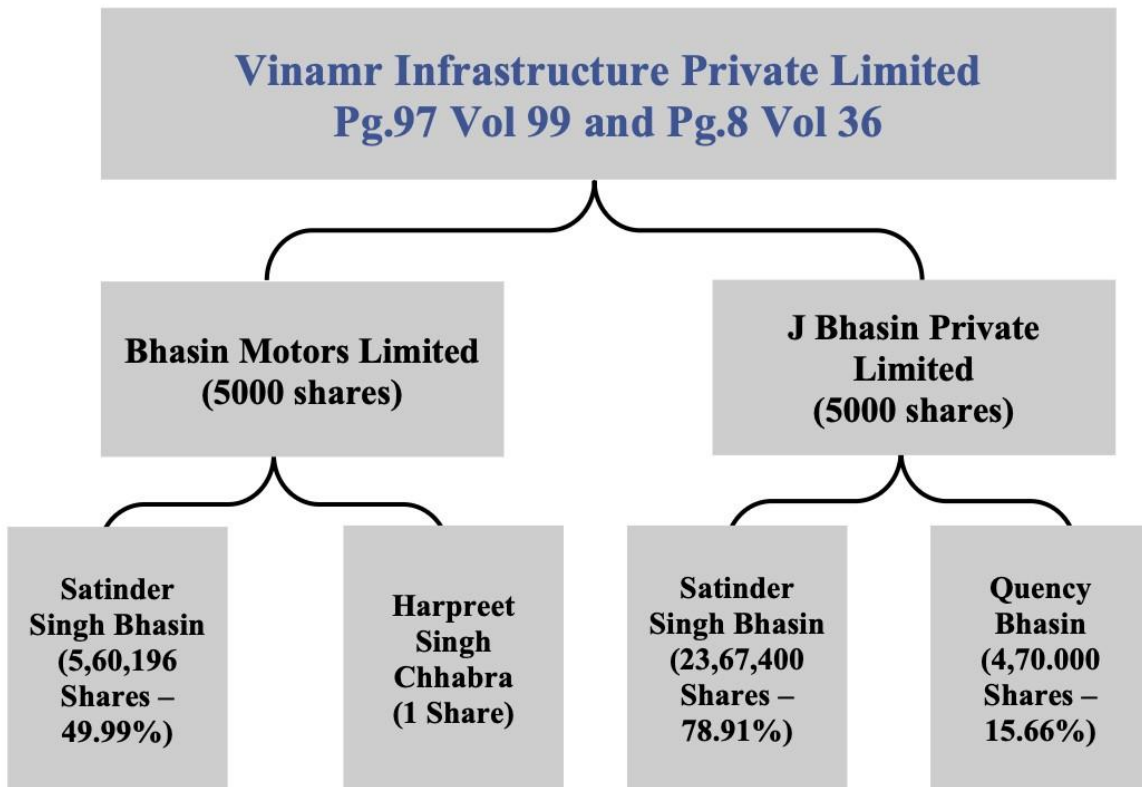 Vinamr Infrastructure Private Limited
Pg.97 Vol 99 and Pg.8 Vol 36
Bhasin Motors Limited
(5000 shares)
J Bhasin Private
Limited
(5000 shares)
Satinder
Singh Bhasin
(5,60,196
Shares –
49.99%)
Harpreet
Singh
Chhabra
(1 Share)
Satinder
Singh Bhasin
(23,67,400
Shares –
78.91%)
Quency
Bhasin
(4,70.000
Shares –
15.66%)